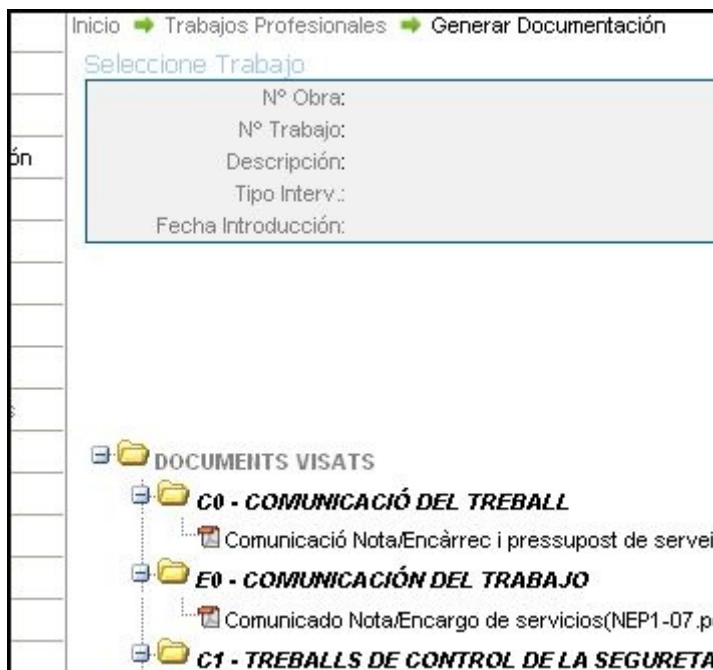 Inicio Trabajos Profesionales Generar Documentación
Seleccione Trabajo
Nº Obra:
Nº Trabajo:
ón
Descripción:
Tipo Interv.:
Fecha Introducción:
DOCUMENTS VISATS
C0 - COMUNICACIÓ DEL TREBALL
Comunicació Nota/Encàrrec i pressupost de servei
E0 - COMUNICACIÓN DEL TRABAJO
Comunicado Nota/Encargo de servicios(NEP1-07.p
C1 - TREBALLS DE CONTROL DE LA SEGURETA